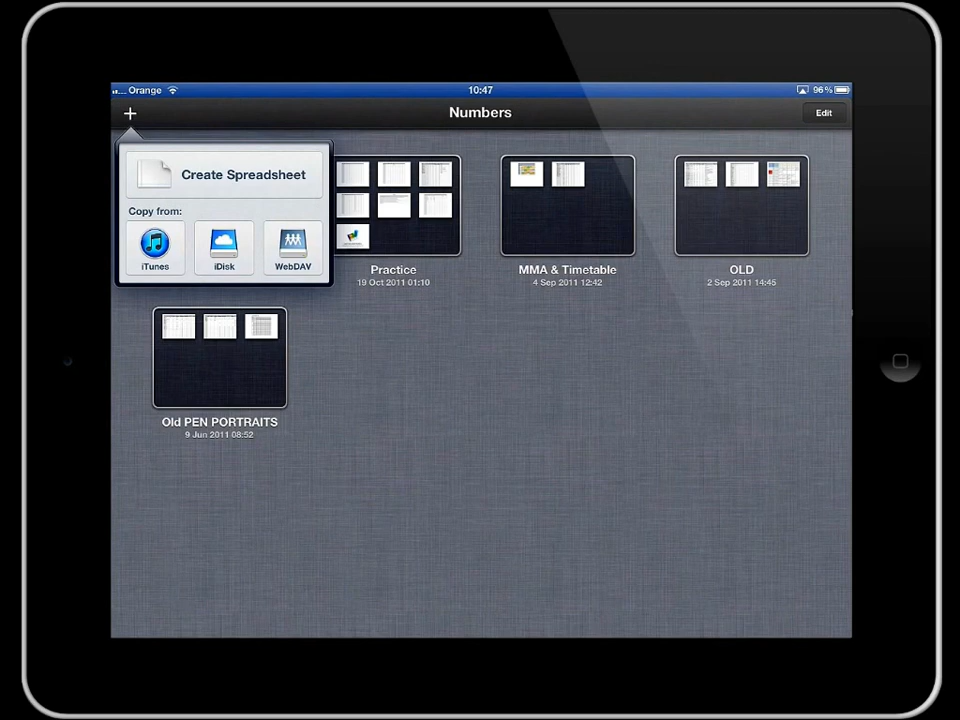 Orange 10:47 96%
Numbers
Edit
Create Spreadsheet
Copy from:
iTunes iDisk WebDAV
Practice
19 Oct 2011 01:10
MMA & Timetable
4 Sep 2011 12:42
OLD
2 Sep 2011 14:45
Old PEN PORTRAITS
9 Jun 2011 08:52